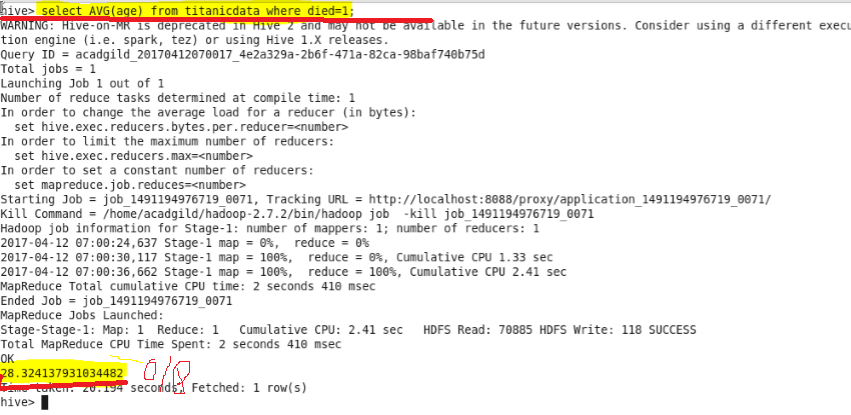 hive> select AVG(age) from titanicdata where died=1;
WARNING: Hive-on-MR is deprecated in Hive 2 and may not be available in the future versions. Consider using a different execu
tion engine (i.e. spark, tez) or using Hive 1.X releases.
Query ID = acadgild_20170412070017_4e2a329a-2b6f-471a-82ca-98baf740b75d
Total jobs = 1
Launching Job 1 out of 1
Number of reduce tasks determined at compile time: 1
In order to change the average load for a reducer (in bytes):
  set hive.exec.reducers.bytes.per.reducer=<number>
In order to limit the maximum number of reducers:
  set hive.exec.reducers.max=<number>
In order to set a constant number of reducers:
  set mapreduce.job.reduces=<number>
Starting Job = job_1491194976719_0071, Tracking URL = http://localhost:8088/proxy/application_1491194976719_0071/
Kill Command = /home/acadgild/hadoop-2.7.2/bin/hadoop job  -kill job_1491194976719_0071
Hadoop job information for Stage-1: number of mappers: 1; number of reducers: 1
2017-04-12 07:00:24,637 Stage-1 map = 0%,  reduce = 0%
2017-04-12 07:00:30,117 Stage-1 map = 100%,  reduce = 0%, Cumulative CPU 1.33 sec
2017-04-12 07:00:36,662 Stage-1 map = 100%,  reduce = 100%, Cumulative CPU 2.41 sec
MapReduce Total cumulative CPU time: 2 seconds 410 msec
Ended Job = job_1491194976719_0071
MapReduce Jobs Launched:
Stage-Stage-1: Map: 1  Reduce: 1   Cumulative CPU: 2.41 sec   HDFS Read: 70885 HDFS Write: 118 SUCCESS
Total MapReduce CPU Time Spent: 2 seconds 410 msec
OK
28.324137931034482 o/p
Time taken: 20.194 seconds, Fetched: 1 row(s)
hive>